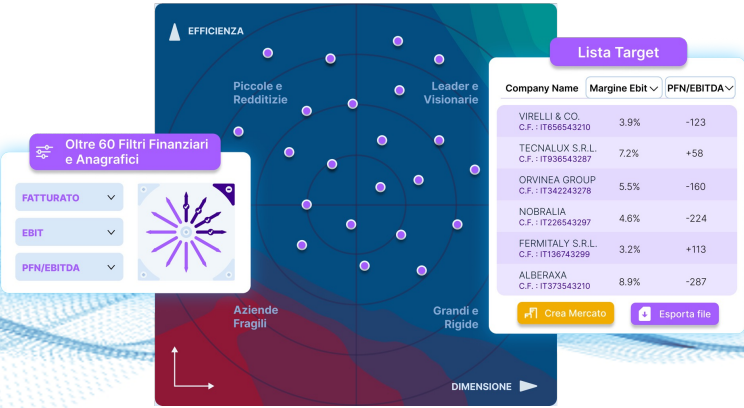 EFFICIENZA
Piccole e
Redditizie
Leader e
Visionarie
Oltre 60 Filtri Finanziari
e Anagrafici
FATTURATO
EBIT
PFN/EBITDA
Aziende
Fragili
Grandi e
Rigide
DIMENSIONE
Lista Target
Company Name Margine Ebit PFN/EBITDA
VIRELLI & CO.
C.F. : IT656543210
3.9% -123
TECNALUX S.R.L.
C.F. : IT936543287
7.2% +58
ORVINEA GROUP
C.F. : IT342243278
5.5% -160
NOBRALIA
C.F. : IT226543297
4.6% -224
FERMITALY S.R.L.
C.F. : IT136743299
3.2% +113
ALBERAXA
C.F. : IT373543210
8.9% -287
Crea Mercato
Esporta file